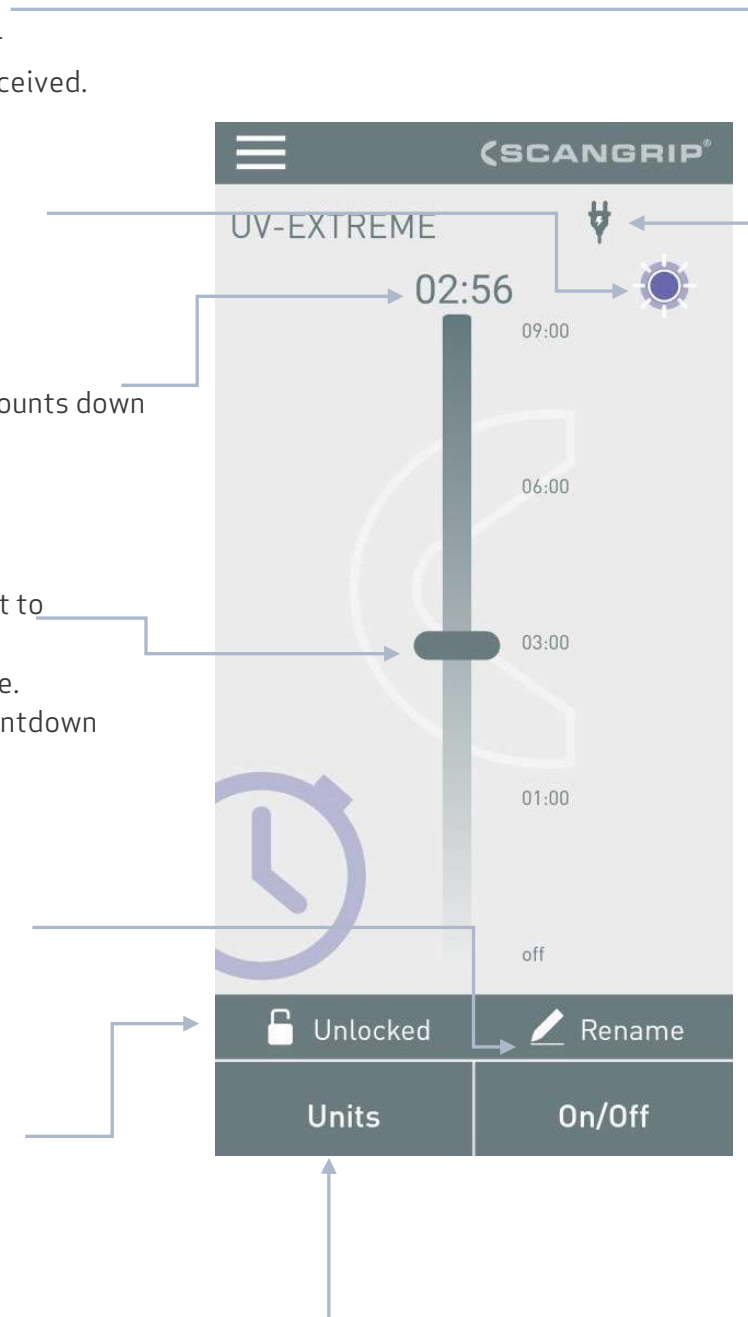 ceived.
SCANGRIP®
UV-EXTREME
02:56
09:00
ounts down
06:00
t to
03:00
e.
ntdown
01:00
off
Unlocked
Rename
Units
On/Off